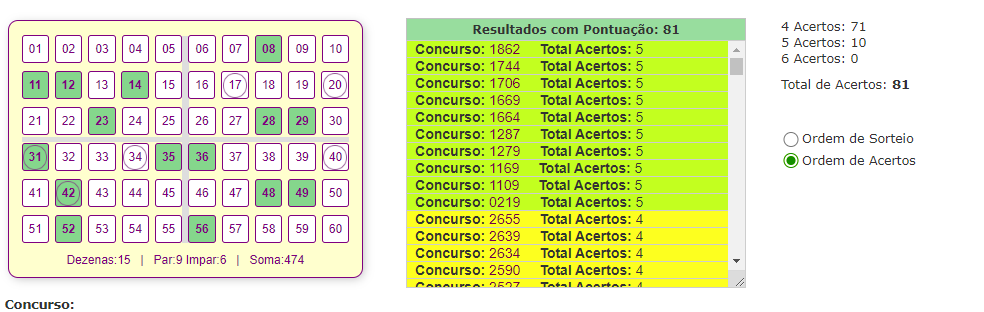 01 02 03 04 05 06 07 08 09 10
11 12 13 14 15 16 17 18 19 20
21 22 23 24 25 26 27 28 29 30
31 32 33 34 35 36 37 38 39 40
41 42 43 44 45 46 47 48 49 50
51 52 53 54 55 56 57 58 59 60
Dezenas:15 | Par:9 Impar:6 | Soma:474
Concurso:
Resultados com Pontuação: 81
Concurso: 1862 Total Acertos: 5
Concurso: 1744 Total Acertos: 5
Concurso: 1706 Total Acertos: 5
Concurso: 1669 Total Acertos: 5
Concurso: 1664 Total Acertos: 5
Concurso: 1287 Total Acertos: 5
Concurso: 1279 Total Acertos: 5
Concurso: 1169 Total Acertos: 5
Concurso: 1109 Total Acertos: 5
Concurso: 0219 Total Acertos: 5
Concurso: 2655 Total Acertos: 4
Concurso: 2639 Total Acertos: 4
Concurso: 2634 Total Acertos: 4
Concurso: 2590 Total Acertos: 4
Concurso: 2527 Total Acertos: 4
4 Acertos: 71
5 Acertos: 10
6 Acertos: 0
Total de Acertos: 81
Ordem de Sorteio
Ordem de Acertos